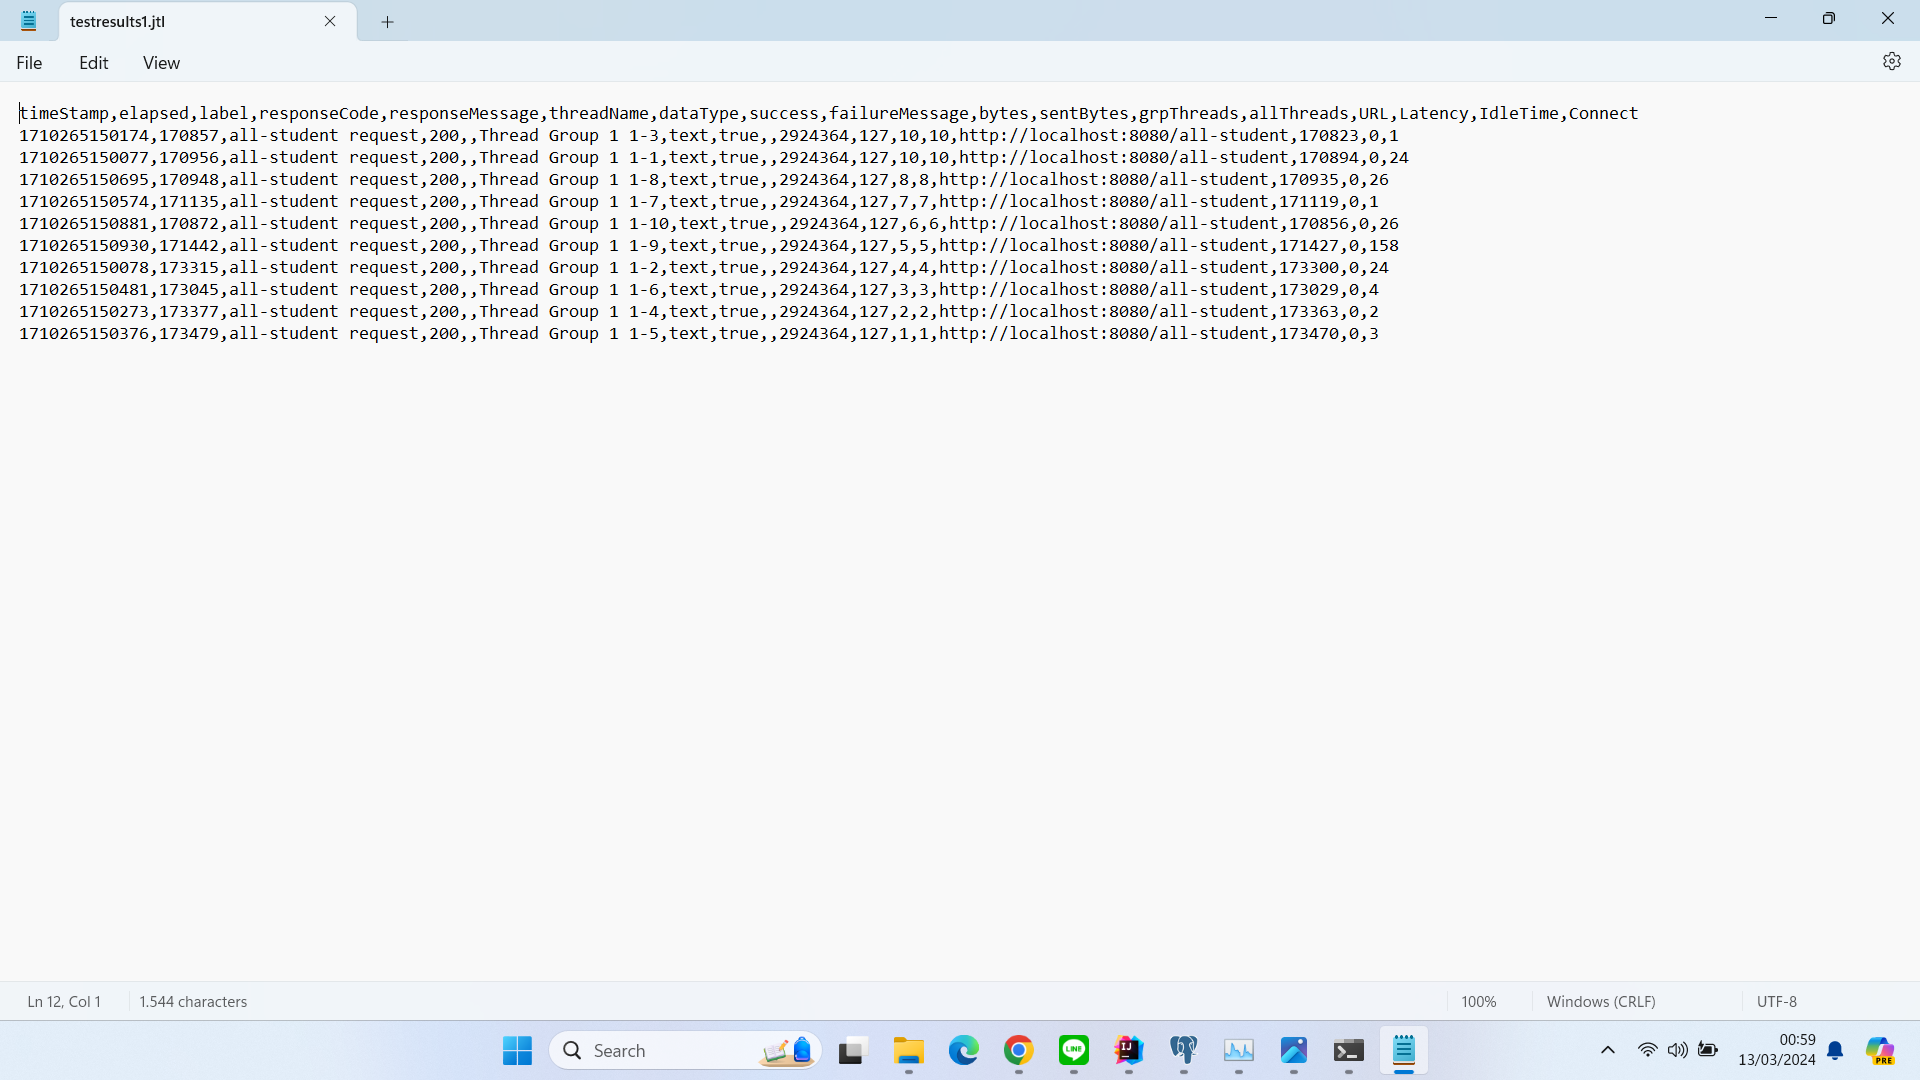 testresults1.jtl
File Edit View
timeStamp,elapsed,label,responseCode,responseMessage,threadName,dataType,success,failureMessage,bytes,sentBytes,grpThreads,allThreads,URL,Latency,IdleTime,Connect
1710265150174,170857,all-student request,200,,Thread Group 1 1-3,text,true,,2924364,127,10,10,http://localhost:8080/all-student,170823,0,1
1710265150077,170956,all-student request,200,,Thread Group 1 1-1,text,true,,2924364,127,10,10,http://localhost:8080/all-student,170894,0,24
1710265150695,170948,all-student request,200,,Thread Group 1 1-8,text,true,,2924364,127,8,8,http://localhost:8080/all-student,170935,0,26
1710265150574,171135,all-student request,200,,Thread Group 1 1-7,text,true,,2924364,127,7,7,http://localhost:8080/all-student,171119,0,1
1710265150881,170872,all-student request,200,,Thread Group 1 1-10,text,true,,2924364,127,6,6,http://localhost:8080/all-student,170856,0,26
1710265150930,171442,all-student request,200,,Thread Group 1 1-9,text,true,,2924364,127,5,5,http://localhost:8080/all-student,171427,0,158
1710265150078,173315,all-student request,200,,Thread Group 1 1-2,text,true,,2924364,127,4,4,http://localhost:8080/all-student,173300,0,24
1710265150481,173045,all-student request,200,,Thread Group 1 1-6,text,true,,2924364,127,3,3,http://localhost:8080/all-student,173029,0,4
1710265150273,173377,all-student request,200,,Thread Group 1 1-4,text,true,,2924364,127,2,2,http://localhost:8080/all-student,173363,0,2
1710265150376,173479,all-student request,200,,Thread Group 1 1-5,text,true,,2924364,127,1,1,http://localhost:8080/all-student,173470,0,3
Ln 12, Col 1 1.544 characters 100% Windows (CRLF) UTF-8
Search LINE IJ 00:59 PRE
13/03/2024